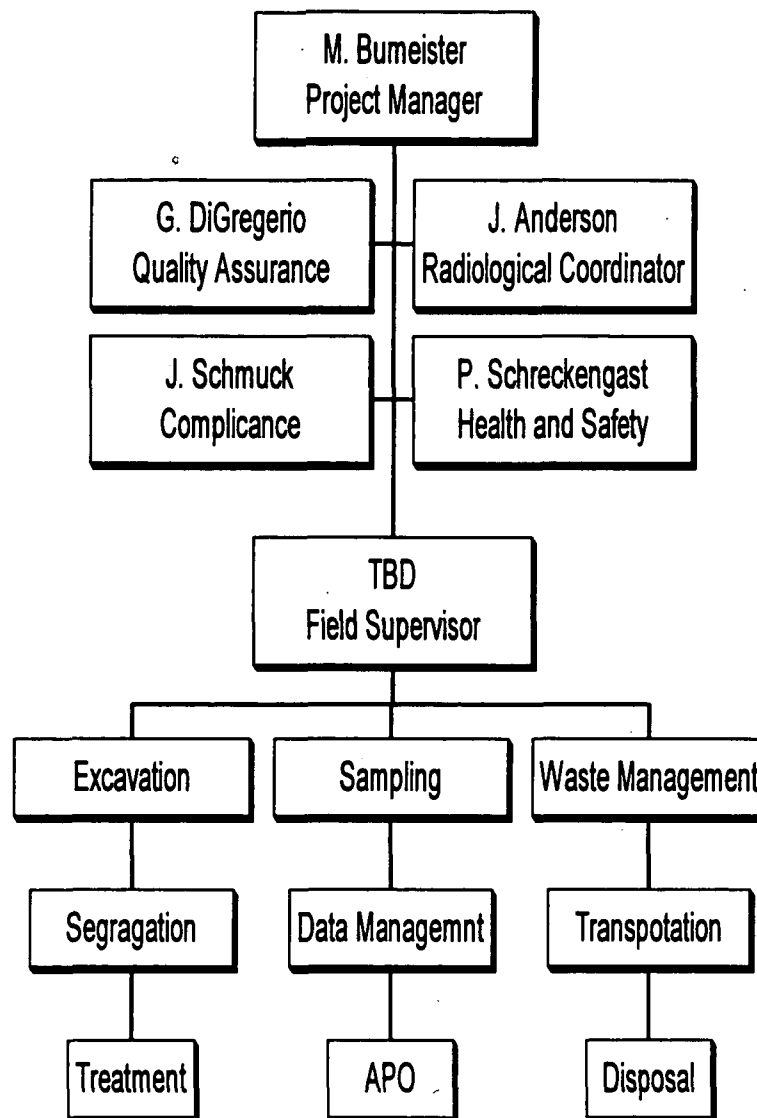 M. Bumeister
Project Manager
G. DiGregerio
Quality Assurance
J. Anderson
Radiological Coordinator
J. Schmuck
Complicance
P. Schreckengast
Health and Safety
TBD
Field Supervisor
Excavation
Sampling
Waste Management
Segragation
Data Managemnt
Transpotation
Treatment
APO
Disposal